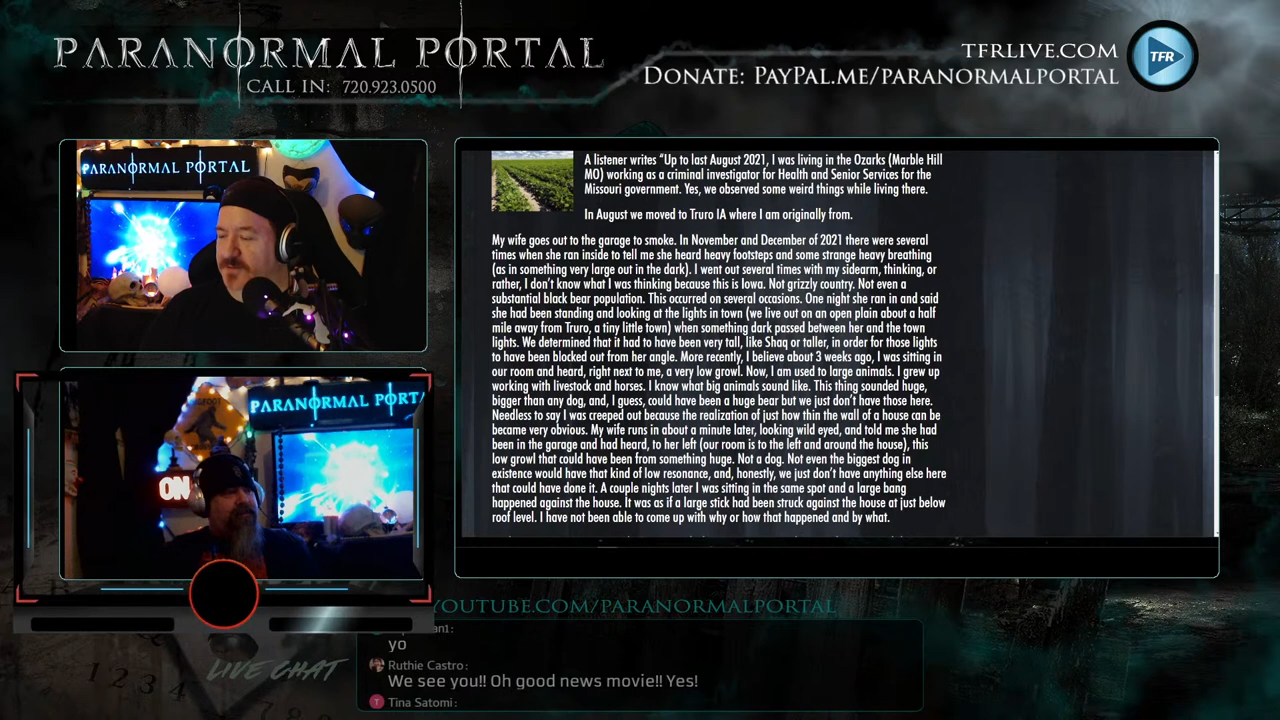 PARANORMAL PORTAL
CALL IN: 720.923.0500
TFRLIVE.COM
DONATE: PAYPAL.ME/PARANORMALPORTAL
TFR
PARANORMAL PORTAL
BIGFOOT
PARANORMAL PORTA
ON
A listener writes “Up to last August 2021, I was living in the Ozarks (Marble Hill
MO) working as a criminal investigator for Health and Senior Services for the
Missouri government. Yes, we observed some weird things while living there.
In August we moved to Truro IA where I am originally from.
My wife goes out to the garage to smoke. In November and December of 2021 there were several
times when she ran inside to tell me she heard heavy footsteps and some strange heavy breathing
(as in something very large out in the dark). I went out several times with my sidearm, thinking, or
rather, I don’t know what I was thinking because this is Iowa. Not grizzly country. Not even a
substantial black bear population. This occurred on several occasions. One night she ran in and said
she had been standing and looking at the lights in town (we live out on an open plain about a half
mile away from Truro, a tiny little town) when something dark passed between her and the town
lights. We determined that it had to have been very tall, like Shaq or taller, in order for those lights
to have been blocked out from her angle. More recently, I believe about 3 weeks ago, I was sitting in
our room and heard, right next to me, a very low growl. Now, I am used to large animals. I grew up
working with livestock and horses. I know what big animals sound like. This thing sounded huge,
bigger than any dog, and, I guess, could have been a huge bear but we just don’t have those here.
Needless to say I was creeped out because the realization of just how thin the wall of a house can be
became very obvious. My wife runs in about a minute later, looking wild eyed, and told me she had
been in the garage and had heard, to her left (our room is to the left and around the house), this
low growl that could have been from something huge. Not a dog. Not even the biggest dog in
existence would have that kind of low resonance, and, honestly, we just don’t have anything else here
that could have done it. A couple nights later I was sitting in the same spot and a large bang
happened against the house. It was as if a large stick had been struck against the house at just below
roof level. I have not been able to come up with why or how that happened and by what.
YOUTUBE.COM/PARANORMALPORTAL
LIVE CHAT
1 2 3 4
an1:
yo
Ruthie Castro:
We see you!! Oh good news movie!! Yes!
T Tina Satomi: